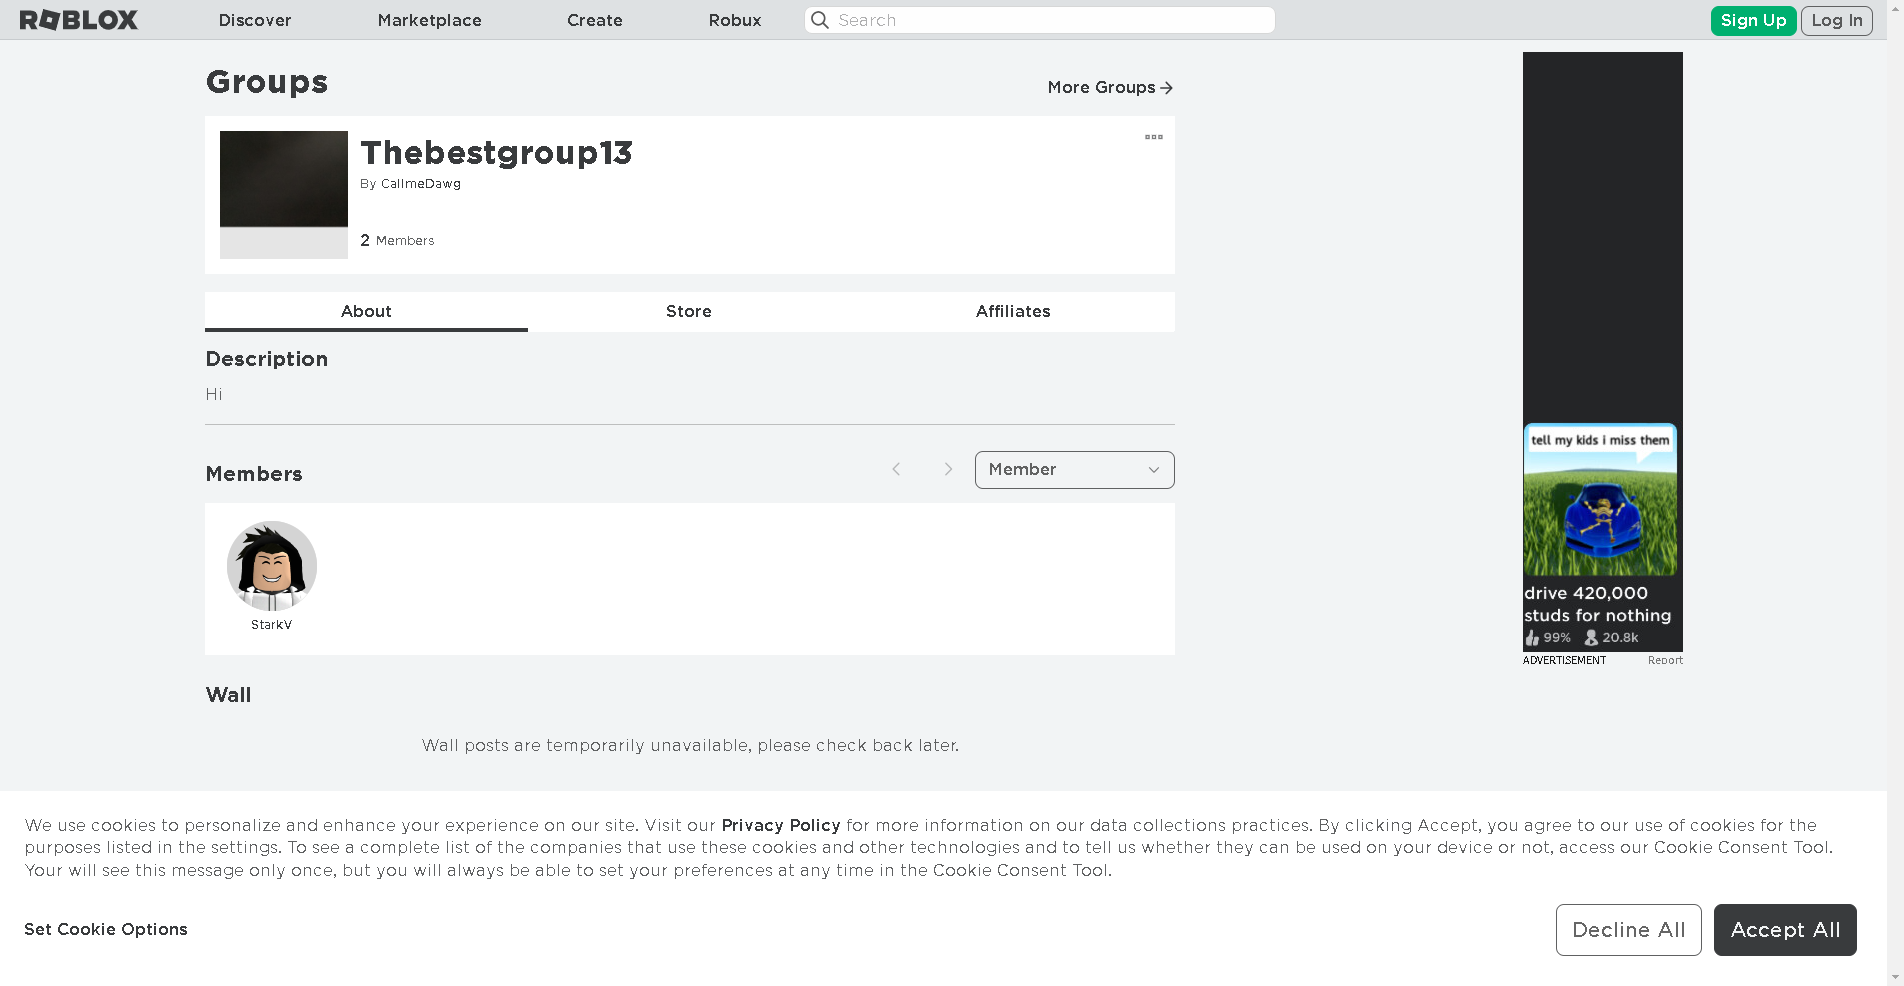 ROBLOX Discover Marketplace Create Robux Search Sign Up Log In
Groups
More Groups
Thebestgroup13
By CallmeDawg
2 Members
About Store Affiliates
Description
Hi
Members
Member
StarkV
Wall
Wall posts are temporarily unavailable, please check back later.
tell my kids i miss them
drive 420,000
studs for nothing
99% 20.8k
ADVERTISEMENT Report
We use cookies to personalize and enhance your experience on our site. Visit our Privacy Policy for more information on our data collections practices. By clicking Accept, you agree to our use of cookies for the
purposes listed in the settings. To see a complete list of the companies that use these cookies and other technologies and to tell us whether they can be used on your device or not, access our Cookie Consent Tool.
Your will see this message only once, but you will always be able to set your preferences at any time in the Cookie Consent Tool.
Set Cookie Options
Decline All
Accept All